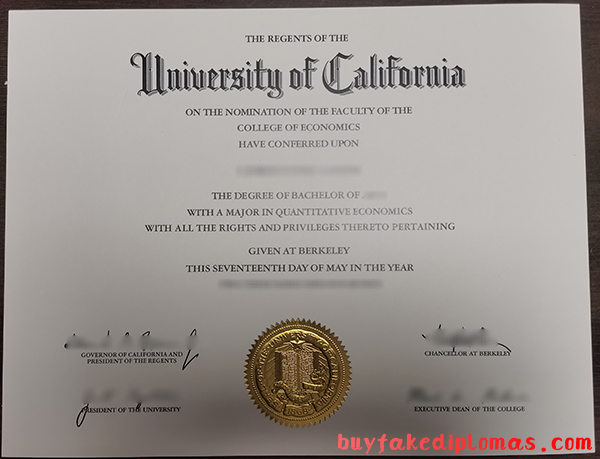 THE REGENTS OF THE
University of California
ON THE NOMINATION OF THE FACULTY OF THE
COLLEGE OF ECONOMICS
HAVE CONFERRED UPON
THE DEGREE OF BACHELOR OF
WITH A MAJOR IN QUANTITATIVE ECONOMICS
WITH ALL THE RIGHTS AND PRIVILEGES THERETO PERTAINING
GIVEN AT BERKELEY
THIS SEVENTEENTH DAY OF MAY IN THE YEAR
GOVERNOR OF CALIFORNIA AND
PRESIDENT OF THE REGENTS
CHANCELLOR AT BERKELEY
PRESIDENT OF THE UNIVERSITY
EXECUTIVE DEAN OF THE COLLEGE
buyfakediplomas.com